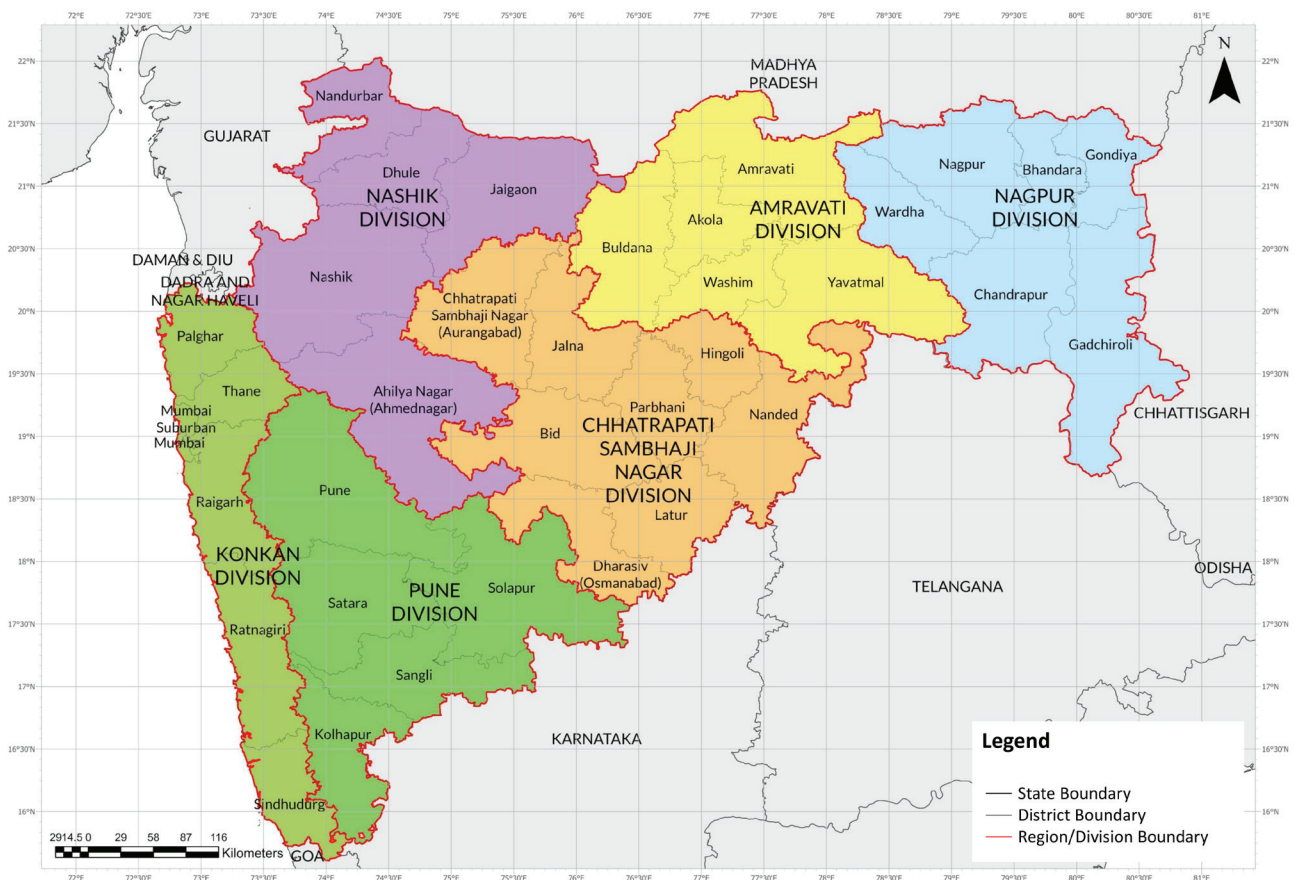 72°E 72°30'E 73°E 73°30'E 74°E 74°30'E 75°E 75°30'E 76°E 76°30'E 77°E 77°30'E 78°E 78°30'E 79°E 79°30'E 80°E 80°30'E 81°E
N
22°N
22°N
MADHYA
PRADESH
Nandurbar
21°30'N
21°30'N
GUJARAT
Gondiya
Nagpur
Bhandara
Amravati
Dhule
21°N
21°N
Jalgaon
NASHIK
DIVISION
NAGPUR
DIVISION
AMRAVATI
DIVISION
Wardha
Akola
20°30'N
20°30'N
Buldana
DAMAN & DIU
Nashik
DADRA AND
NAGAR HAVELI
Washim
Yavatmal
Chandrapur
Chhatrapati
Sambhaji Nagar
(Aurangabad)
20°N
20°N
Palghar
Jalna
Hingoli
Gadchiroli
19°30'N
19°30'N
Thane
Ahilya Nagar
(Ahmednagar)
Parbhani
Nanded
CHHATTISGARH
Mumbai
Suburban
Mumbai
19°N
19°N
Bid
CHHATRAPATI
SAMBHAJI
NAGAR
DIVISION
Pune
Raigarh
18°30'N
18°30'N
Latur
KONKAN
DIVISION
18°N
18°N
Dharasiv
(Osmanabad)
ODISHA
TELANGANA
Solapur
PUNE
DIVISION
Satara
Ratnagiri
17°30'N
17°30'N
Sangli
17°N
17°N
Kolhapur
KARNATAKA
16°30'N
16°30'N
Legend
State Boundary
District Boundary
Region/Division Boundary
Sindhudurg
16°N
16°N
2914.5 0 29 58 87 116
Kilometers
GOA
72°E 72°30'E 73°E 73°30'E 74°E 74°30'E 75°E 75°30'E 76°E 76°30'E 77°E 77°30'E 78°E 78°30'E 79°E 79°30'E 80°E 80°30'E 81°E